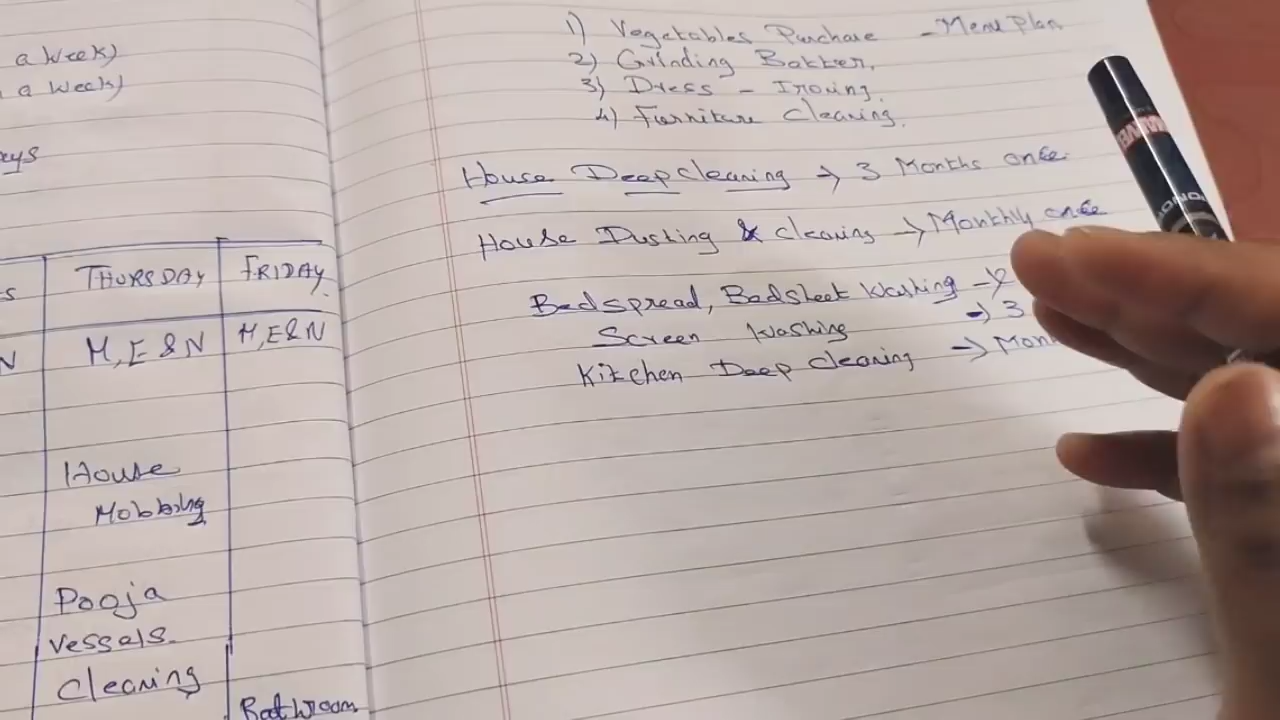 a week)
a week)
THURSDAY FRIDAY
M, E & N M, E & N
House
Mobbing
Pooja
Vessals.
Cleaning
Bathroom
1) Vegetables Purchase - Menu Plan
2) Grinding Batter,
3) Dress - Ironing.
4) Furniture Cleaning.
House Deep Cleaning → 3 Months once
House Dusting & cleaning → Monthly once
Bedspread, Bedsheet Washing -
Screen Washing → 3
Kitchen Deep Cleaning → Mon